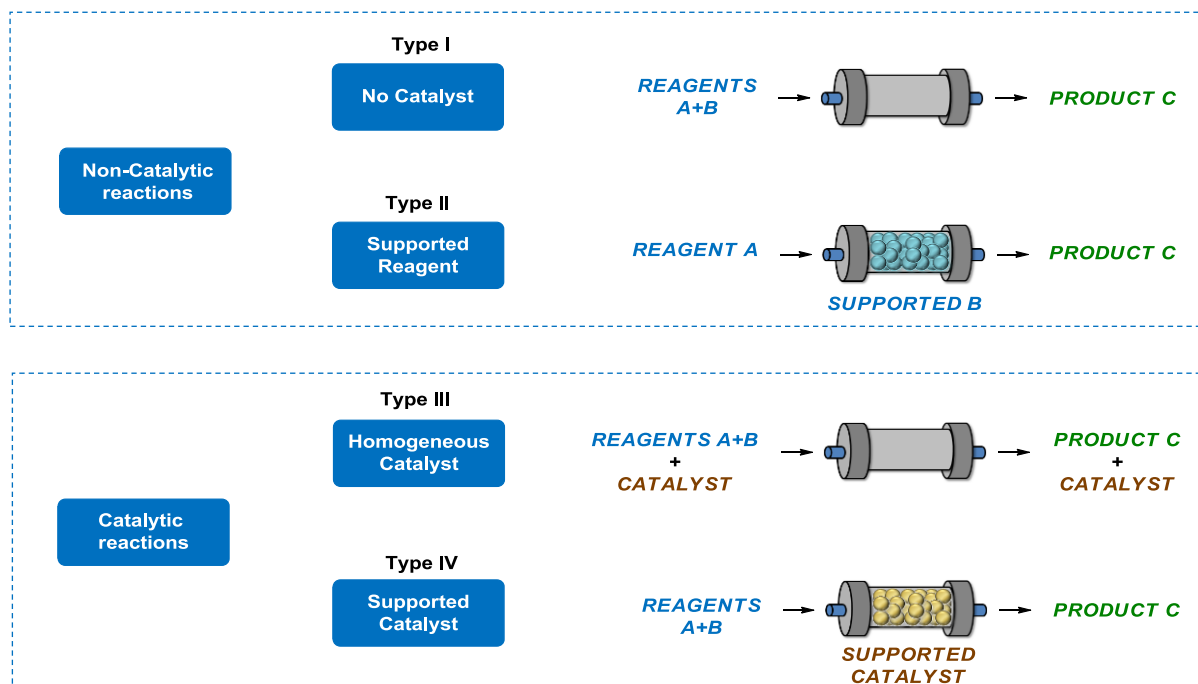 Type I
No Catalyst
REAGENTS
A+B
PRODUCT C
Non-Catalytic
reactions
Type II
Supported
Reagent
REAGENT A
PRODUCT C
SUPPORTED B
Type III
Homogeneous
Catalyst
REAGENTS A+B
+
CATALYST
PRODUCT C
+
CATALYST
Catalytic
reactions
Type IV
Supported
Catalyst
REAGENTS
A+B
PRODUCT C
SUPPORTED
CATALYST